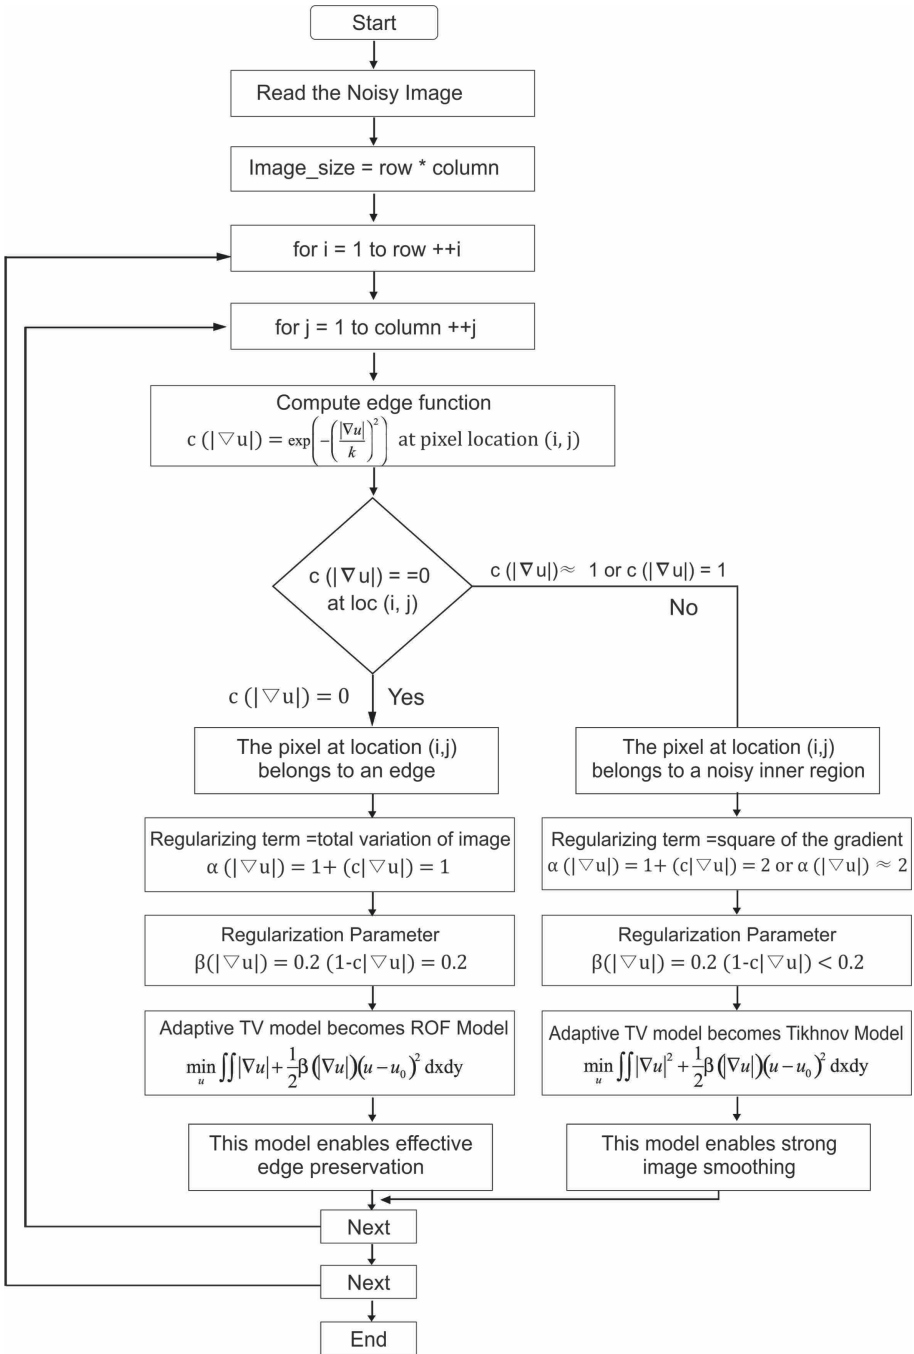 Start
Read the Noisy Image
Image_size = row * column
for i = 1 to row ++i
for j = 1 to column ++j
Compute edge function
c (|▽u|) = exp(−(|∇u|/k)²) at pixel location (i, j)
c (|∇u|) = =0
at loc (i, j)
c (|∇u|)≈ 1 or c (|∇u|) = 1
No
c (|▽u|) = 0 Yes
The pixel at location (i,j)
belongs to an edge
The pixel at location (i,j)
belongs to a noisy inner region
Regularizing term =total variation of image
α (|▽u|) = 1+ (c|▽u|) = 1
Regularizing term =square of the gradient
α (|▽u|) = 1+ (c|▽u|) = 2 or α (|▽u|) ≈ 2
Regularization Parameter
β(|▽u|) = 0.2 (1-c|▽u|) = 0.2
Regularization Parameter
β(|▽u|) = 0.2 (1-c|▽u|) < 0.2
Adaptive TV model becomes ROF Model
min u ∬|∇u|+1/2β(|∇u|)(u−u₀)² dxdy
Adaptive TV model becomes Tikhnov Model
min u ∬|∇u|²+1/2β(|∇u|)(u−u₀)² dxdy
This model enables effective
edge preservation
This model enables strong
image smoothing
Next
Next
End